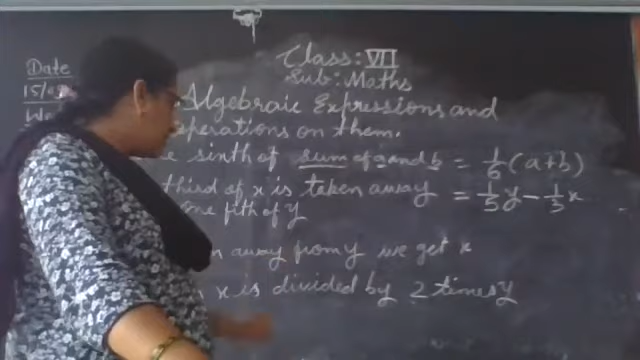 Class: VII
Sub: Maths
Date
15/0
Algebraic Expressions and
operations on them.
sinth of sum of a and b = 1/6 (a+b)
third of x is taken away = 1/5 y - 1/3 x
one fith of y
away from y we get x
x is divided by 2 times y